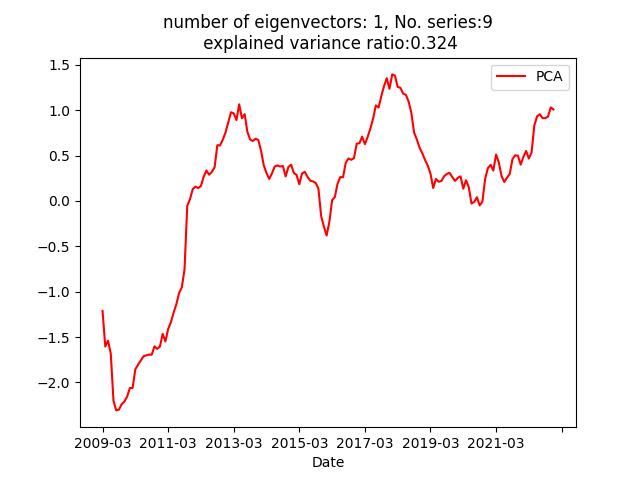 number of eigenvectors: 1, No. series:9
explained variance ratio:0.324
PCA
1.5
1.0
0.5
0.0
−0.5
−1.0
−1.5
−2.0
2009-03 2011-03 2013-03 2015-03 2017-03 2019-03 2021-03
Date